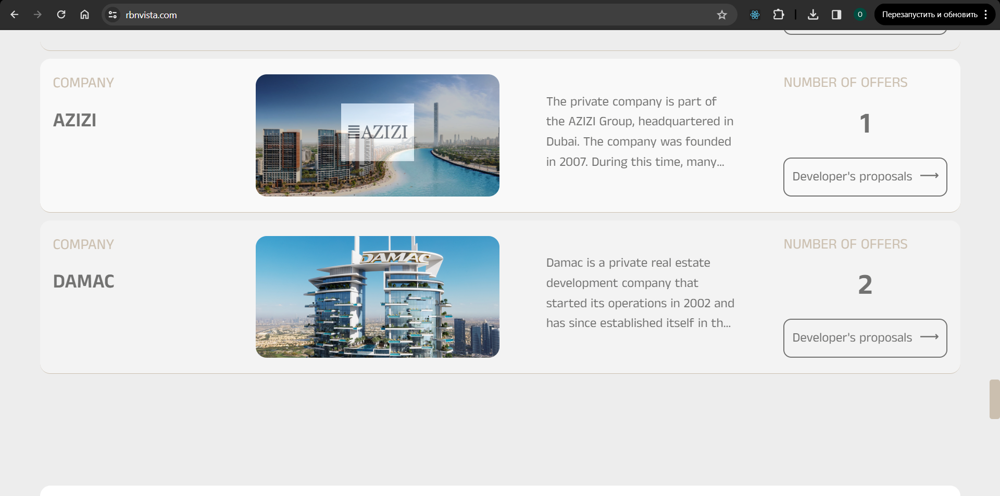 rbnvista.com
O
Перезапустить и обновить
COMPANY
AZIZI
AZIZI
The private company is part of
the AZIZI Group, headquartered in
Dubai. The company was founded
in 2007. During this time, many...
NUMBER OF OFFERS
1
Developer's proposals
COMPANY
DAMAC
DAMAC
Damac is a private real estate
development company that
started its operations in 2002 and
has since established itself in th...
NUMBER OF OFFERS
2
Developer's proposals